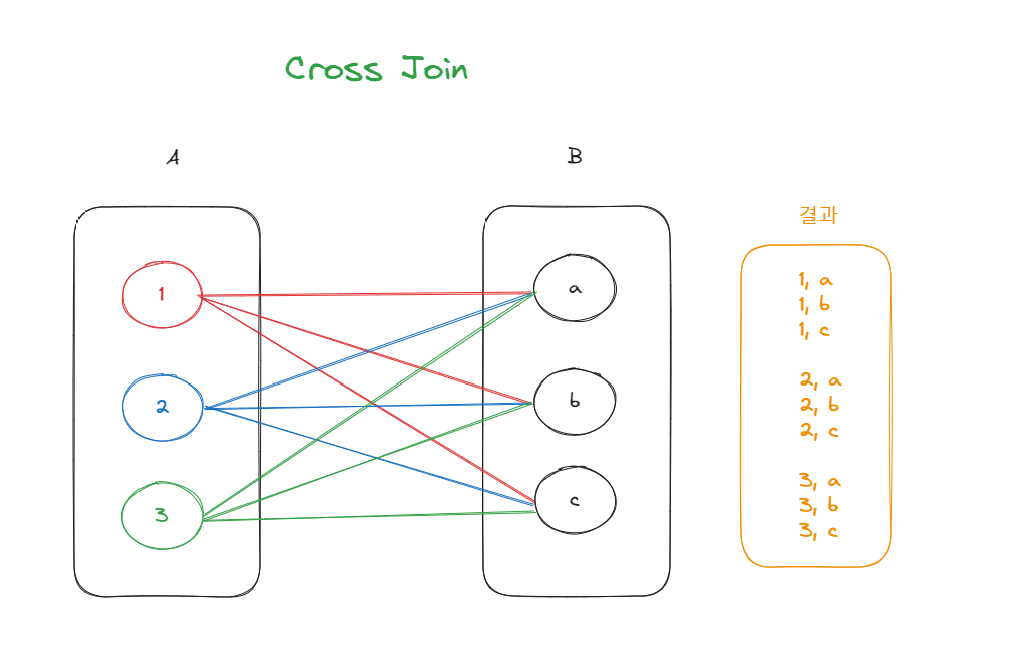 Cross Join
A
B
결과
1
2
3
a
b
c
1, a
1, b
1, c
2, a
2, b
2, c
3, a
3, b
3, c